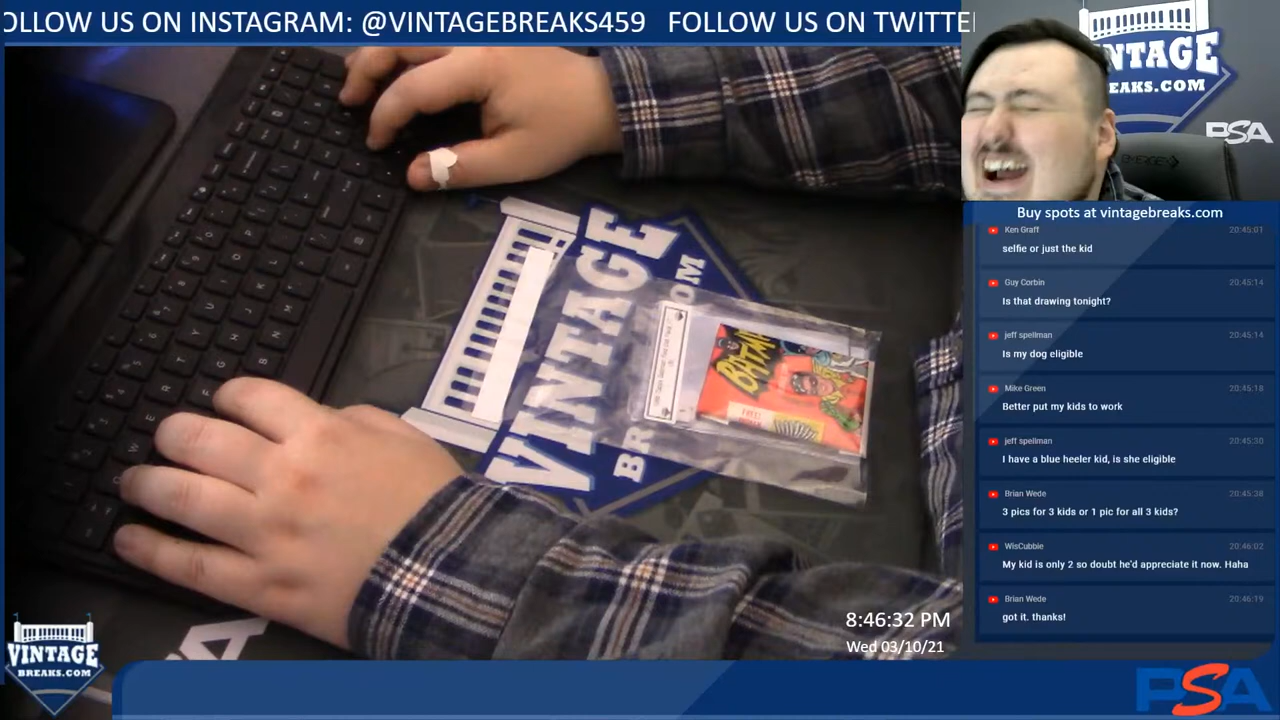 OLLOW US ON INSTAGRAM: @VINTAGEBREAKS459 FOLLOW US ON TWITTE
NTAGE
EAKS.COM
PSA
Buy spots at vintagebreaks.com
Ken Graff 20:45:01
selfie or just the kid
Guy Corbin 20:45:14
Is that drawing tonight?
jeff spellman 20:45:14
Is my dog eligible
Mike Green 20:45:18
Better put my kids to work
jeff spellman 20:45:30
I have a blue heeler kid, is she eligible
Brian Wede 20:45:38
3 pics for 3 kids or 1 pic for all 3 kids?
WisCubbie 20:46:02
My kid is only 2 so doubt he'd appreciate it now. Haha
Brian Wede 20:46:19
got it. thanks!
VINTAGE
BR
OM
BATMAN
8:46:32 PM
Wed 03/10/21
VINTAGE
BREAKS.COM
PSA